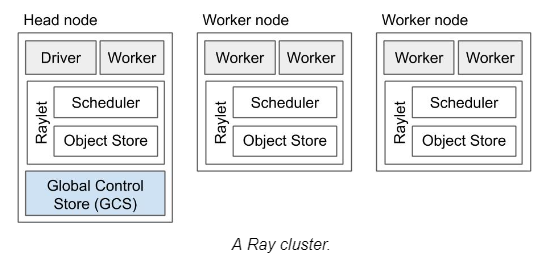 Head node
Driver
Worker
Raylet
Scheduler
Object Store
Global Control
Store (GCS)
Worker node
Worker
Worker
Raylet
Scheduler
Object Store
Worker node
Worker
Worker
Raylet
Scheduler
Object Store
A Ray cluster.